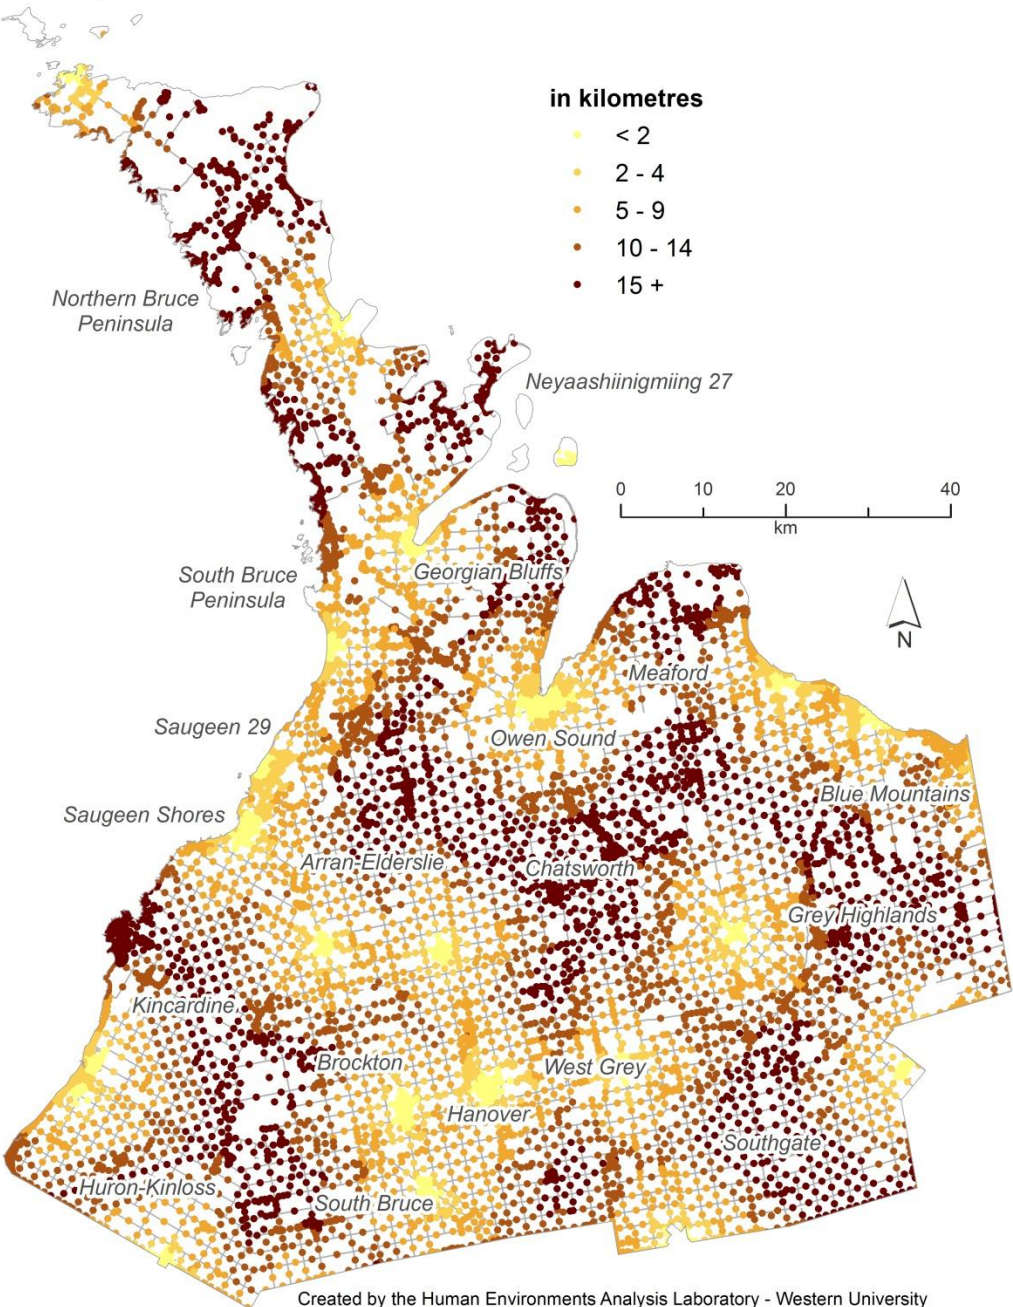 in kilometres
< 2
2 - 4
5 - 9
10 - 14
15 +
Northern Bruce
Peninsula
Neyaashiinigmiing 27
0 10 20 40
km
South Bruce
Peninsula
Georgian Bluffs
N
Meaford
Saugeen 29
Owen Sound
Blue Mountains
Saugeen Shores
Arran-Elderslie
Chatsworth
Grey Highlands
Kincardine
Brockton
West Grey
Hanover
Southgate
Huron-Kinloss
South Bruce
Created by the Human Environments Analysis Laboratory - Western University